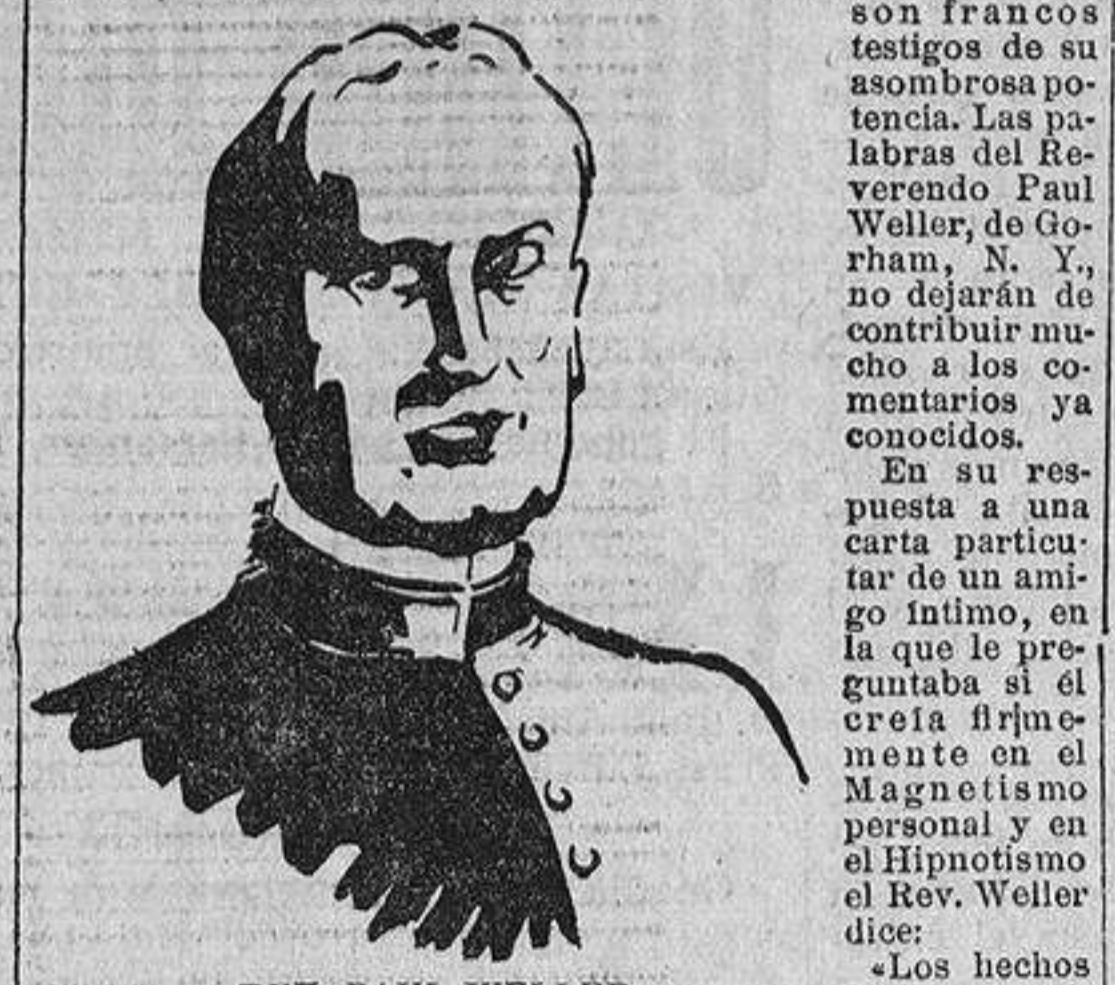 son francos
testigos de su
asombrosa po-
tencia. Las pa-
labras del Re-
verendo Paul
Weller, de Go-
rham, N. Y.,
no dejarán de
contribuir mu-
cho a los co-
mentarios ya
conocidos.
En su res-
puesta a una
carta particu-
tar de un ami-
go íntimo, en
la que le pre-
guntaba si él
creía fir|me-
mente en el
Magnetismo
personal y en
el Hipnotismo
el Rev. Weller
dice:
«Los hechos